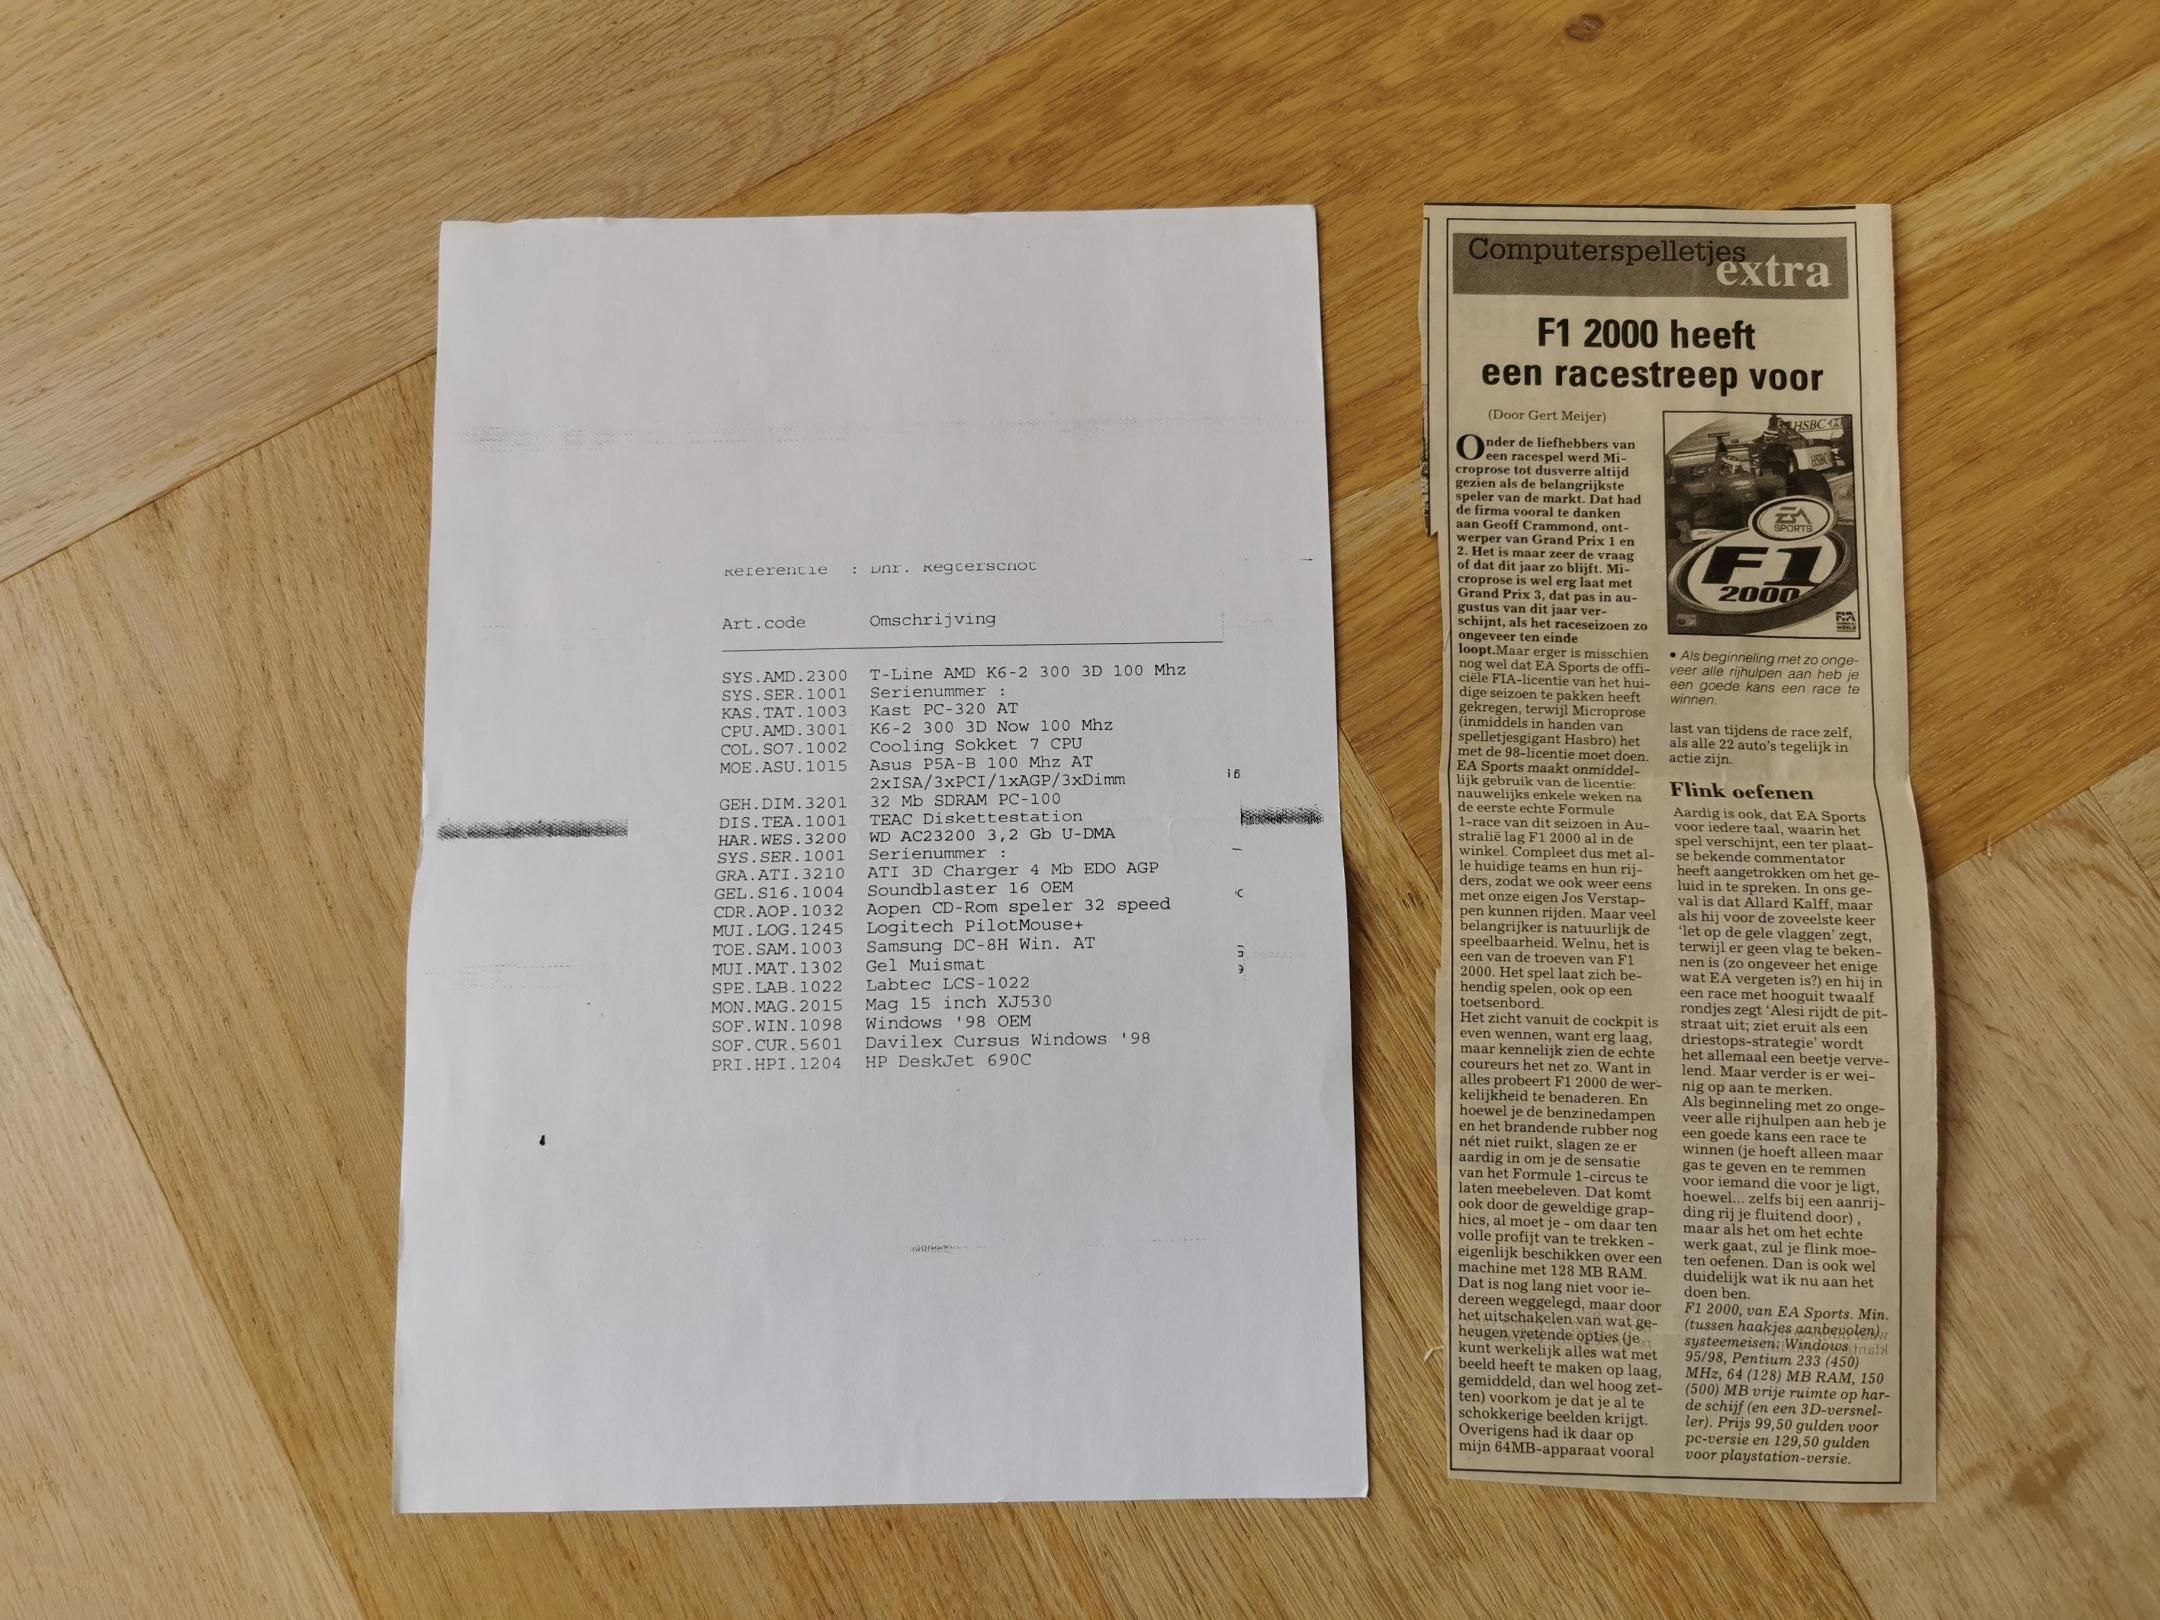 Referentie : Dhr. Regterschot
Art.code Omschrijving
SYS.AMD.2300 T-Line AMD K6-2 300 3D 100 Mhz
SYS.SER.1001 Serienummer :
KAS.TAT.1003 Kast PC-320 AT
CPU.AMD.3001 K6-2 300 3D Now 100 Mhz
COL.SO7.1002 Cooling Sokket 7 CPU
MOE.ASU.1015 Asus P5A-B 100 Mhz AT
2xISA/3xPCI/1xAGP/3xDimm
GEH.DIM.3201 32 Mb SDRAM PC-100
DIS.TEA.1001 TEAC Diskettestation
HAR.WES.3200 WD AC23200 3,2 Gb U-DMA
SYS.SER.1001 Serienummer :
GRA.ATI.3210 ATI 3D Charger 4 Mb EDO AGP
GEL.S16.1004 Soundblaster 16 OEM
CDR.AOP.1032 Aopen CD-Rom speler 32 speed
MUI.LOG.1245 Logitech PilotMouse+
TOE.SAM.1003 Samsung DC-8H Win. AT
MUI.MAT.1302 Gel Muismat
SPE.LAB.1022 Labtec LCS-1022
MON.MAG.2015 Mag 15 inch XJ530
SOF.WIN.1098 Windows '98 OEM
SOF.CUR.5601 Davilex Cursus Windows '98
PRI.HPI.1204 HP DeskJet 690C
Computerspelletjes
extra
F1 2000 heeft
een racestreep voor
(Door Gert Meijer)
Onder de liefhebbers van
een racespel werd Mi-
croprose tot dusverre altijd
gezien als de belangrijkste
speler van de markt. Dat had
de firma vooral te danken
aan Geoff Crammond, ont-
werper van Grand Prix 1 en
2. Het is maar zeer de vraag
of dat dit jaar zo blijft. Mi-
croprose is wel erg laat met
Grand Prix 3, dat pas in au-
gustus van dit jaar ver-
schijnt, als het raceseizoen zo
ongeveer ten einde
loopt.Maar erger is misschien
nog wel dat EA Sports de offi-
ciële FIA-licentie van het hui-
dige seizoen te pakken heeft
gekregen, terwijl Microprose
(inmiddels in handen van
spelletjesgigant Hasbro) het
met de 98-licentie moet doen.
EA Sports maakt onmiddel-
lijk gebruik van de licentie:
nauwelijks enkele weken na
de eerste echte Formule
1-race van dit seizoen in Au-
stralië lag F1 2000 al in de
winkel. Compleet dus met al-
le huidige teams en hun rij-
ders, zodat we ook weer eens
met onze eigen Jos Verstap-
pen kunnen rijden. Maar veel
belangrijker is natuurlijk de
speelbaarheid. Welnu, het is
een van de troeven van F1
2000. Het spel laat zich be-
hendig spelen, ook op een
toetsenbord.
Het zicht vanuit de cockpit is
even wennen, want erg laag,
maar kennelijk zien de echte
coureurs het net zo. Want in
alles probeert F1 2000 de wer-
kelijkheid te benaderen. En
hoewel je de benzinedampen
en het brandende rubber nog
nét niet ruikt, slagen ze er
aardig in om je de sensatie
van het Formule 1-circus te
laten meebeleven. Dat komt
ook door de geweldige grap-
hics, al moet je - om daar ten
volle profijt van te trekken -
eigenlijk beschikken over een
machine met 128 MB RAM.
Dat is nog lang niet voor ie-
dereen weggelegd, maar door
het uitschakelen van wat ge-
heugen vretende opties (je
kunt werkelijk alles wat met
beeld heeft te maken op laag,
gemiddeld, dan wel hoog zet-
ten) voorkom je dat je al te
schokkerige beelden krijgt.
Overigens had ik daar op
mijn 64MB-apparaat vooral
HSBC
HSBC
EA
SPORTS
F1
2000
FIA
• Als beginneling met zo onge-
veer alle rijhulpen aan heb je
een goede kans een race te
winnen.
last van tijdens de race zelf,
als alle 22 auto's tegelijk in
actie zijn.
Flink oefenen
Aardig is ook, dat EA Sports
voor iedere taal, waarin het
spel verschijnt, een ter plaat-
se bekende commentator
heeft aangetrokken om het ge-
luid in te spreken. In ons ge-
val is dat Allard Kalff, maar
als hij voor de zoveelste keer
'let op de gele vlaggen' zegt,
terwijl er geen vlag te beken-
nen is (zo ongeveer het enige
wat EA vergeten is?) en hij in
een race met hooguit twaalf
rondjes zegt 'Alesi rijdt de pit-
straat uit; ziet eruit als een
driestops-strategie' wordt
het allemaal een beetje verve-
lend. Maar verder is er wei-
nig op aan te merken.
Als beginneling met zo onge-
veer alle rijhulpen aan heb je
een goede kans een race te
winnen (je hoeft alleen maar
gas te geven en te remmen
voor iemand die voor je ligt,
hoewel... zelfs bij een aanrij-
ding rij je fluitend door) ,
maar als het om het echte
werk gaat, zul je flink moe-
ten oefenen. Dan is ook wel
duidelijk wat ik nu aan het
doen ben.
F1 2000, van EA Sports. Min.
(tussen haakjes aanbevolen)
systeemeisen: Windows
95/98, Pentium 233 (450)
MHz, 64 (128) MB RAM, 150
(500) MB vrije ruimte op har-
de schijf (en een 3D-versnel-
ler). Prijs 99,50 gulden voor
pc-versie en 129,50 gulden
voor playstation-versie.